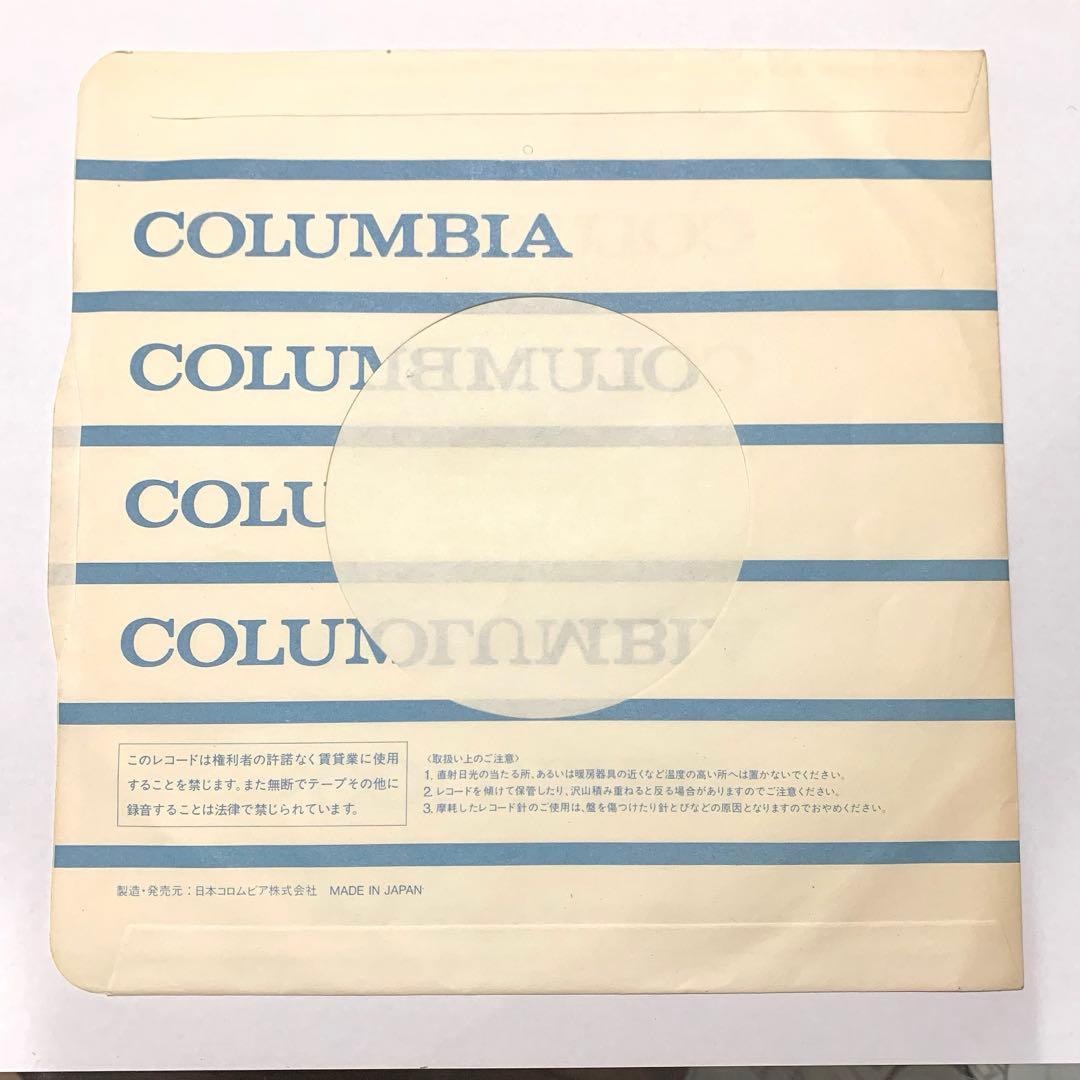 COLUMBIA
COLUM
COLU
COLUM
このレコードは権利者の許諾なく賃貸業に使用
することを禁じます。また無断でテープその他に
録音することは法律で禁じられています。
〈取扱い上のご注意〉
1. 直射日光の当たる所、あるいは暖房器具の近くなど温度の高い所へは置かないでください。
2. レコードを傾けて保管したり、沢山積み重ねると反る場合がありますのでご注意ください。
3. 摩耗したレコード針のご使用は、盤を傷つけたり針とびなどの原因となりますのでおやめください。
製造・発売元：日本コロムビア株式会社 MADE IN JAPAN